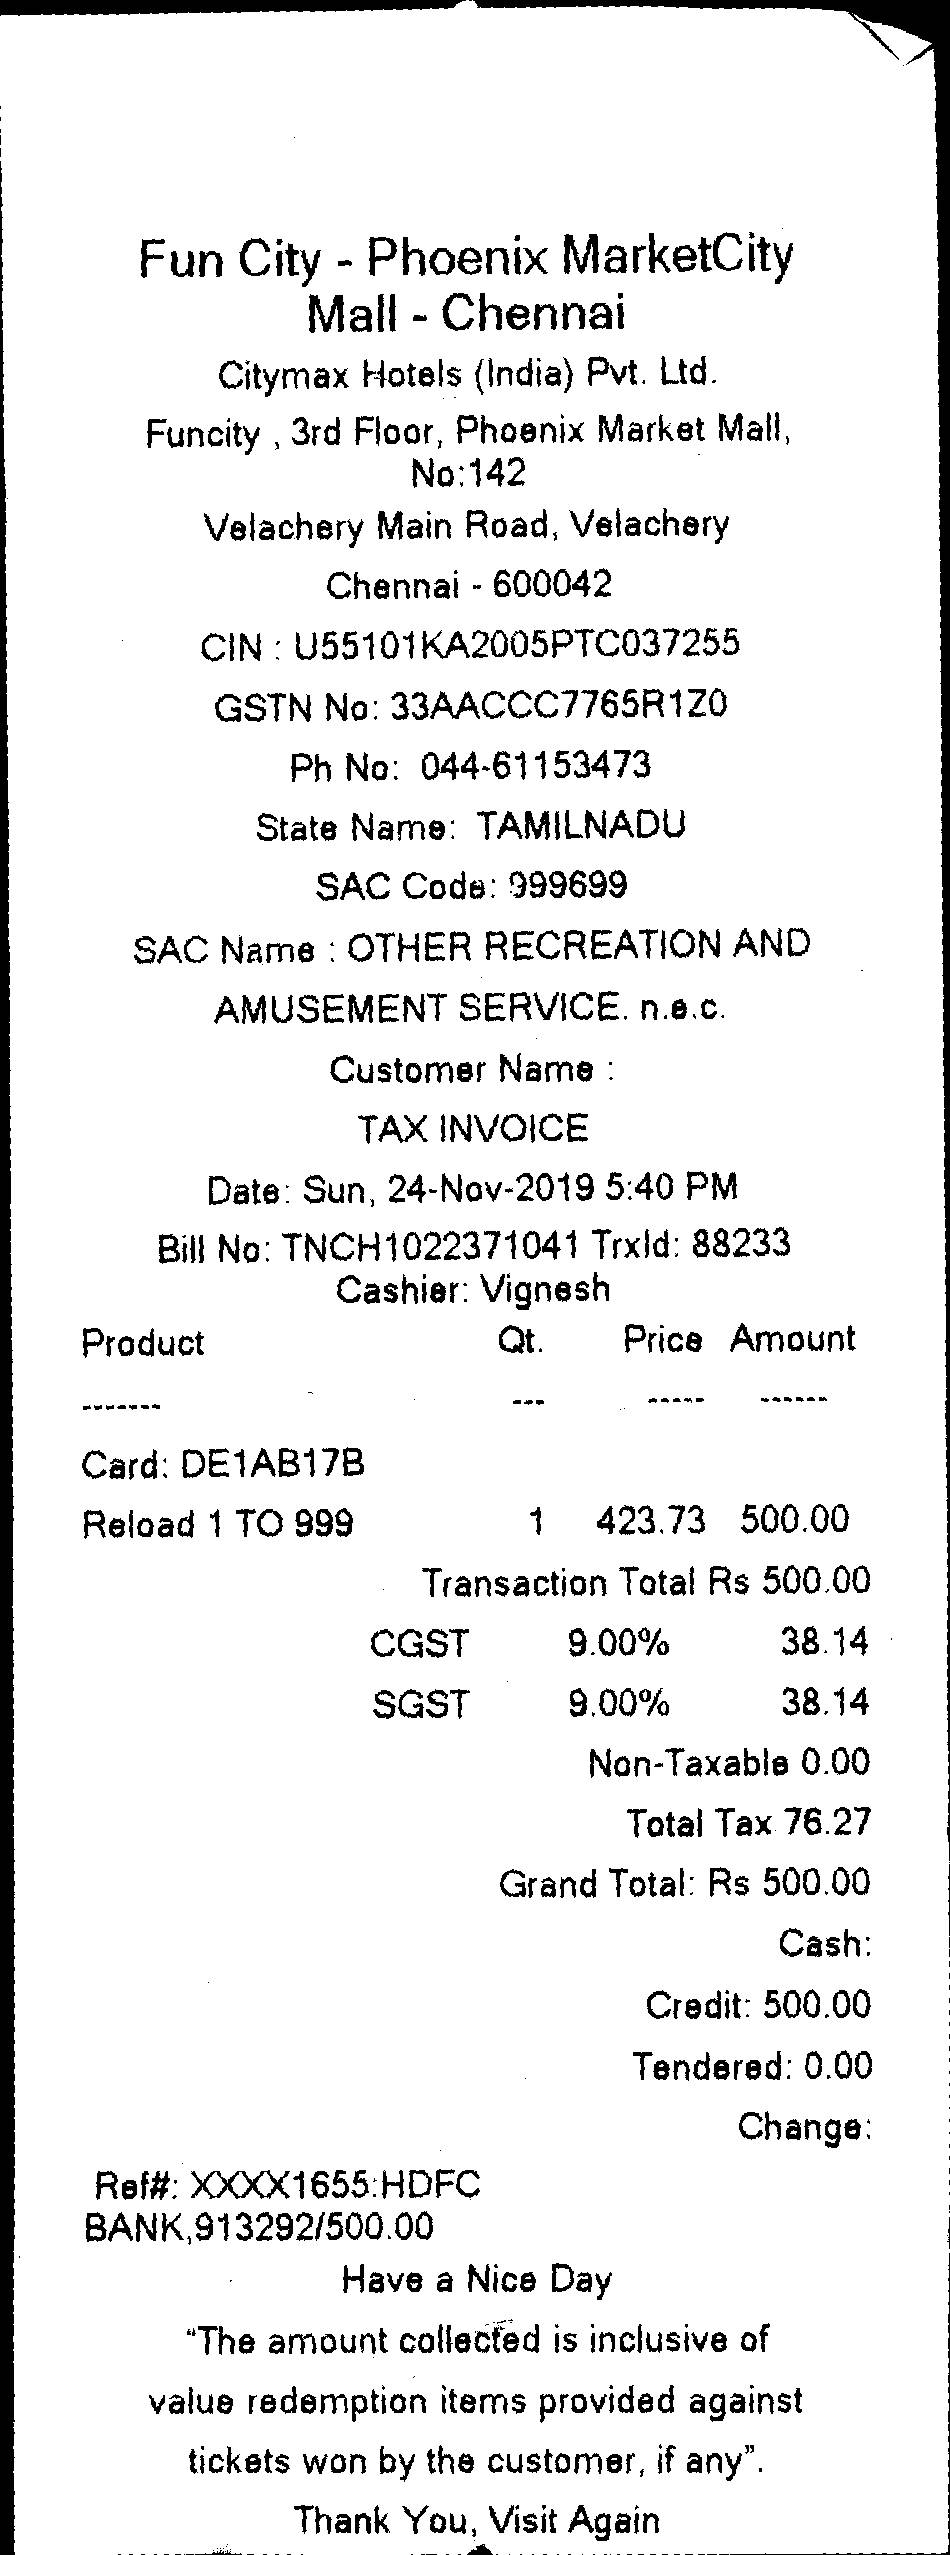 Fun City - Phoenix MarketCity
Mall - Chennai
Citymax Hotels (India) Pvt. Ltd.
Funcity , 3rd Floor, Phoenix Market Mall,
No:142
Velachery Main Road, Velachery
Chennai - 600042
CIN : U55101KA2005PTC037255
GSTN No: 33AACCC7765R1Z0
Ph No: 044-61153473
State Name: TAMILNADU
SAC Code: 999699
SAC Name : OTHER RECREATION AND
AMUSEMENT SERVICE. n.e.c.
Customer Name :
TAX INVOICE
Date: Sun, 24-Nov-2019 5:40 PM
Bill No: TNCH1022371041 TrxId: 88233
Cashier: Vignesh
Product Qt. Price Amount
------- --- ----- ------
Card: DE1AB17B
Reload 1 TO 999 1 423.73 500.00
Transaction Total Rs 500.00
CGST 9.00% 38.14
SGST 9.00% 38.14
Non-Taxable 0.00
Total Tax 76.27
Grand Total: Rs 500.00
Cash:
Credit: 500.00
Tendered: 0.00
Change:
Ref#: XXXX1655:HDFC
BANK,913292/500.00
Have a Nice Day
“The amount collected is inclusive of
value redemption items provided against
tickets won by the customer, if any”.
Thank You, Visit Again